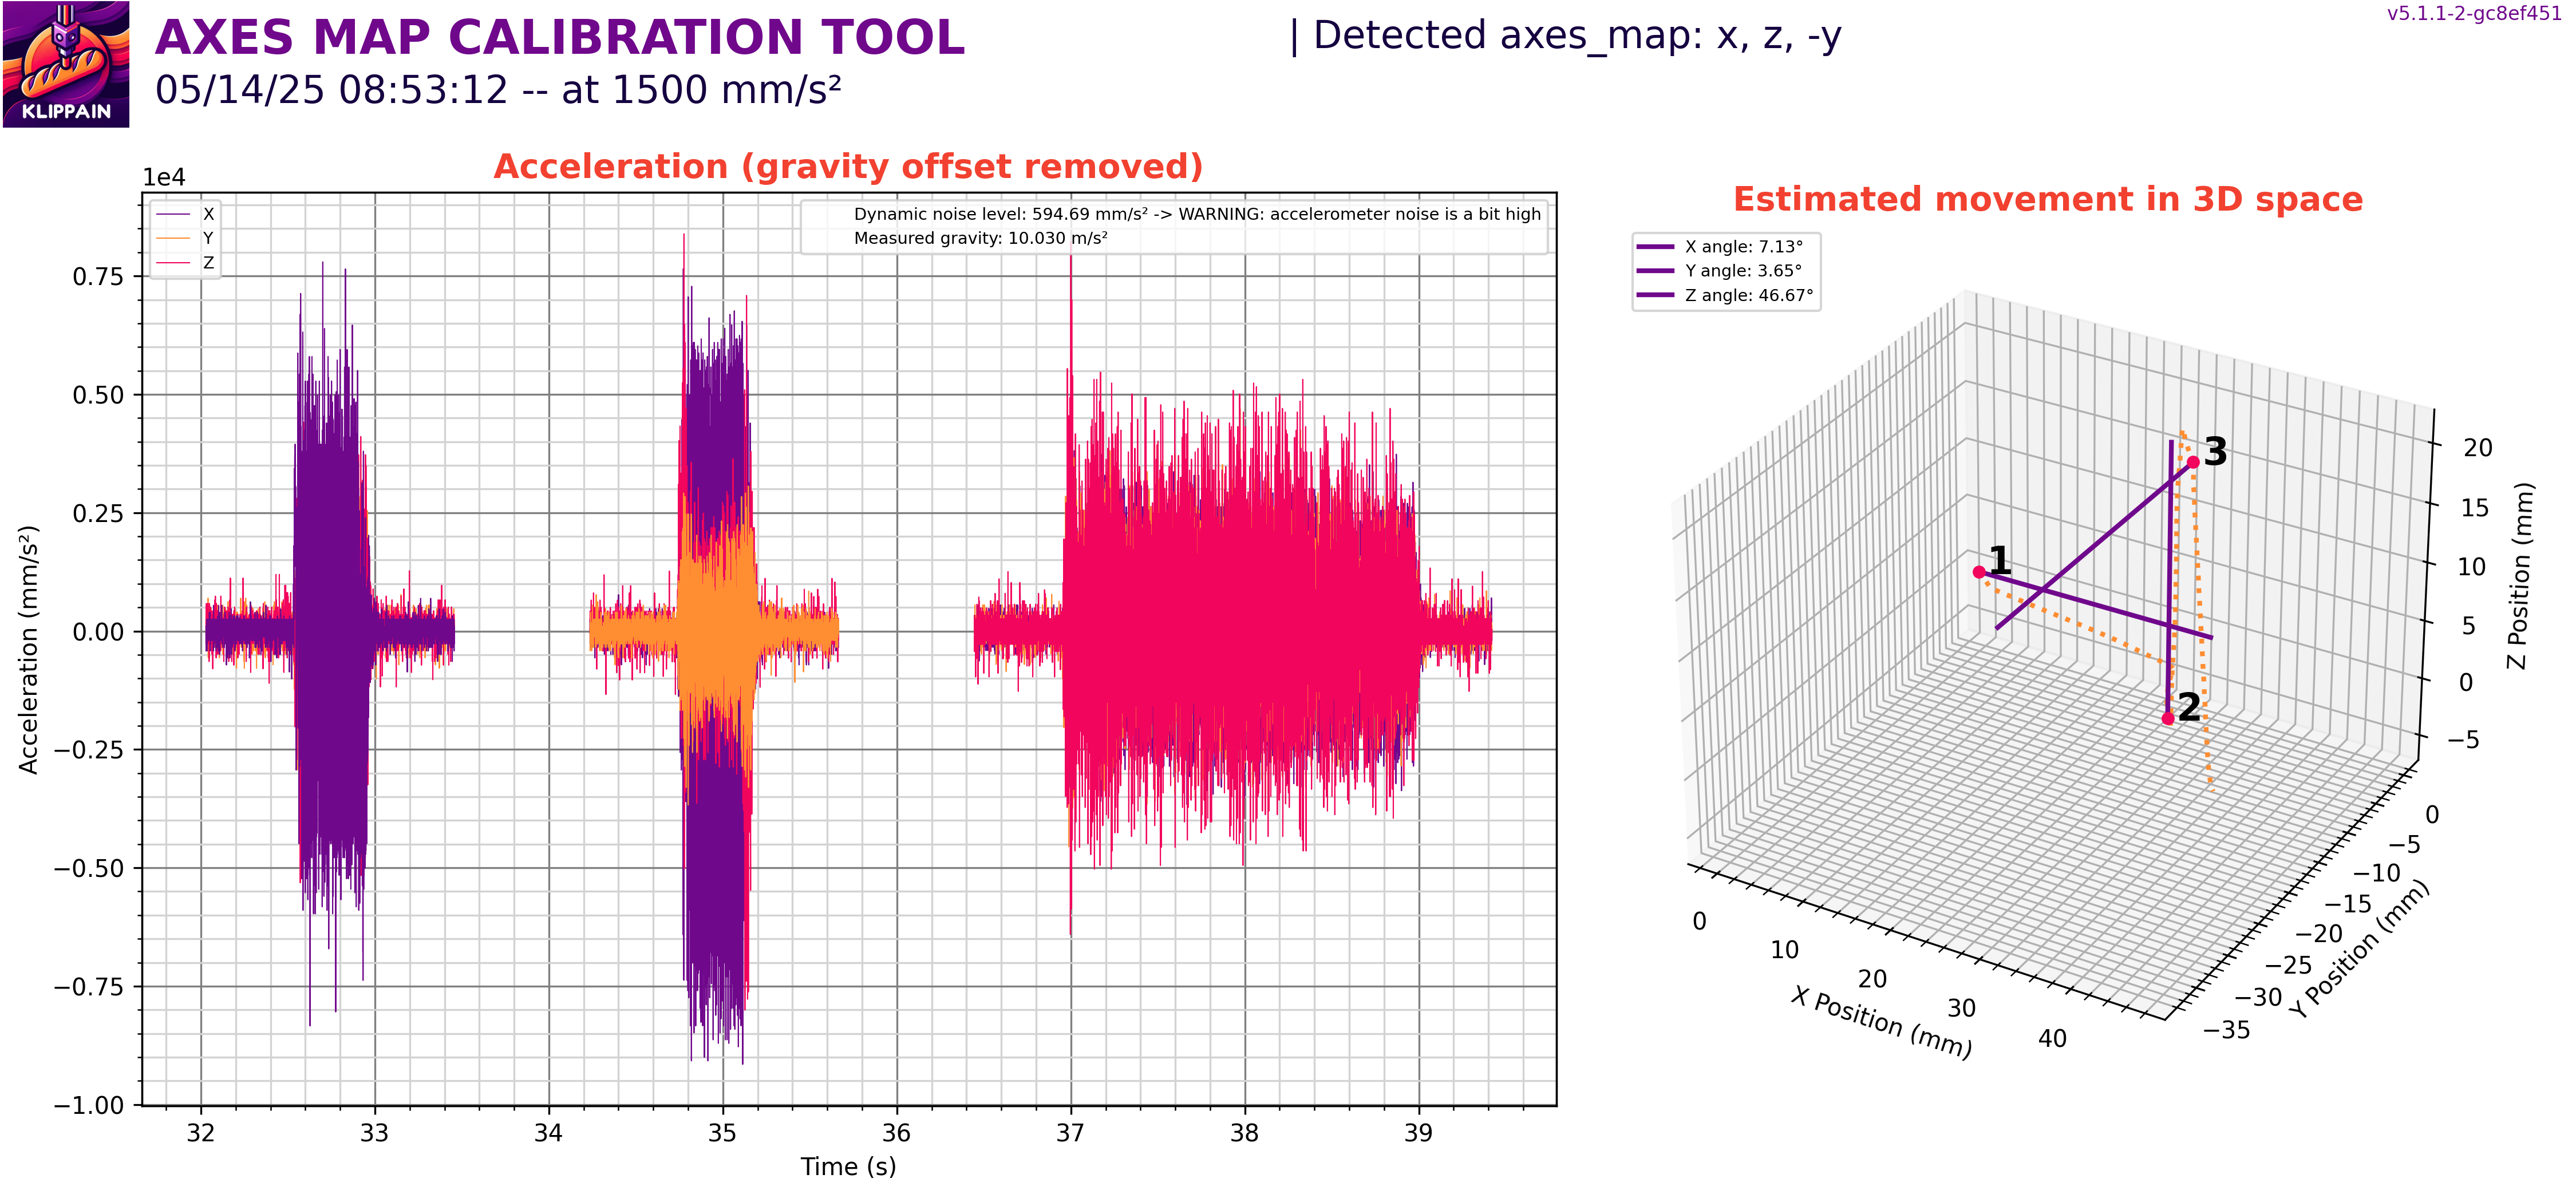 KLIPPAIN
AXES MAP CALIBRATION TOOL
05/14/25 08:53:12 -- at 1500 mm/s²
| Detected axes_map: x, z, -y
v5.1.1-2-gc8ef451
Acceleration (gravity offset removed)
1e4
X
Y
Z
Dynamic noise level: 594.69 mm/s² -> WARNING: accelerometer noise is a bit high
Measured gravity: 10.030 m/s²
0.75
0.50
0.25
0.00
−0.25
−0.50
−0.75
−1.00
Acceleration (mm/s²)
32
33
34
35
36
37
38
39
Time (s)
Estimated movement in 3D space
X angle: 7.13°
Y angle: 3.65°
Z angle: 46.67°
1
2
3
0
10
20
30
40
X Position (mm)
0
−5
−10
−15
−20
−25
−30
−35
Y Position (mm)
20
15
10
5
0
−5
Z Position (mm)